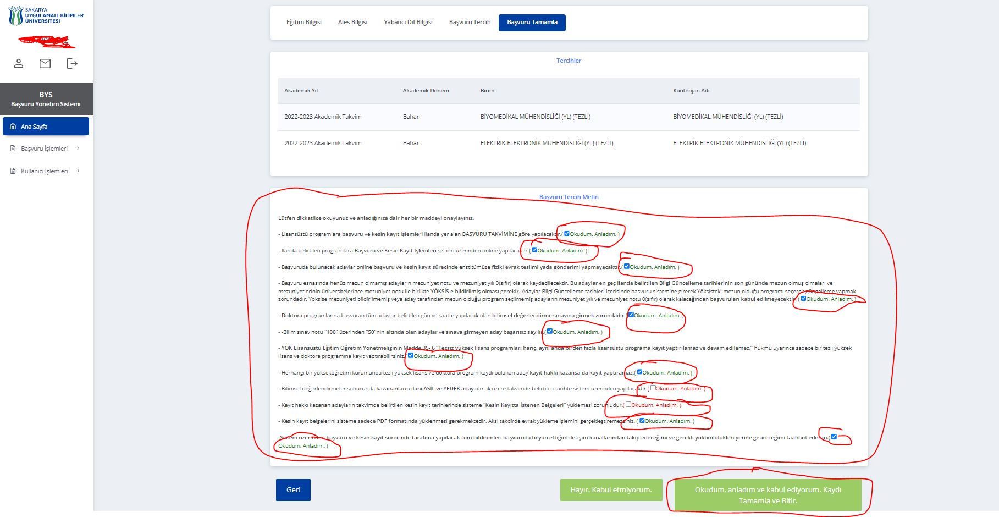 SAKARYA
UYGULAMALI BİLİMLER
ÜNİVERSİTESİ
BYS
Başvuru Yönetim Sistemi
Ana Sayfa
Başvuru İşlemleri
Kullanıcı İşlemleri
Eğitim Bilgisi Ales Bilgisi Yabancı Dil Bilgisi Başvuru Tercih Başvuru Tamamla
Tercihler
Akademik Yıl Akademik Dönem Birim Kontenjan Adı
2022-2023 Akademik Takvim Bahar BİYOMEDİKAL MÜHENDİSLİĞİ (YL) (TEZLİ) BİYOMEDİKAL MÜHENDİSLİĞİ (YL) (TEZLİ)
2022-2023 Akademik Takvim Bahar ELEKTRİK-ELEKTRONİK MÜHENDİSLİĞİ (YL) (TEZLİ) ELEKTRİK-ELEKTRONİK MÜHENDİSLİĞİ (YL) (TEZLİ)
Başvuru Tercih Metin
Lütfen dikkatlice okuyunuz ve anladığınıza dair her bir maddeyi onaylayınız.
- Lisansüstü programlara başvuru ve kesin kayıt işlemleri ilanda yer alan BAŞVURU TAKVİMİNE göre yapılacaktır.( Okudum. Anladım. )
- İlanda belirtilen programlara Başvuru ve Kesin Kayıt İşlemleri sistem üzerinden online yapılacaktır.( Okudum. Anladım. )
- Başvuruda bulunacak adaylar online başvuru ve kesin kayıt sürecinde enstitümüze fiziki evrak teslimi yada gönderimi yapmayacaktır.( Okudum. Anladım. )
- Başvuru esnasında henüz mezun olmamış adayların mezuniyet notu ve mezuniyet yılı 0(sıfır) olarak kaydedilecektir. Bu adaylar en geç ilanda belirtilen Bilgi Güncelleme tarihlerinin son gününde mezun olmuş olmaları ve
mezuniyetlerinin üniversitelerince mezuniyet notu ile birlikte YÖKSİS e bildirilmiş olması gerekir. Adaylar Bilgi Güncelleme tarihleri içerisinde basvuru sistemine girerek Yöksisteki mezun olduğu programı seçerek güncelleme yapmak
zorundadır. Yoksise mezuniyeti bildirilmemiş veya aday tarafından mezun olduğu program seçilmemiş adayların mezuniyet yılı ve mezuniyet notu 0(sıfır) olarak kalacağından başvuruları kabul edilmeyecektir. ( Okudum. Anladım. )
- Doktora programlarına başvuran tüm adaylar belirtilen gün ve saatte yapılacak olan bilimsel değerlendirme sınavına girmek zorundadır.( Okudum. Anladım. )
- -Bilim sınav notu “100” üzerinden “50”nin altında olan adaylar ve sınava girmeyen aday başarısız sayılır.( Okudum. Anladım. )
- YÖK Lisansüstü Eğitim Öğretim Yönetmeliğinin Madde 35- 6 “Tezsiz yüksek lisans programları hariç, aynı anda birden fazla lisansüstü programa kayıt yaptırılamaz ve devam edilemez.” hükmü uyarınca sadece bir tezli yüksek
lisans ve doktora programına kayıt yaptırabilirsiniz.( Okudum. Anladım. )
- Herhangi bir yükseköğretim kurumunda tezli yüksek lisans ve doktora program kaydı bulunan aday kayıt hakkı kazansa da kayıt yaptıramaz.( Okudum. Anladım. )
- Bilimsel değerlendirmeler sonucunda kazananların ilanı ASİL ve YEDEK aday olmak üzere takvimde belirtilen tarihte sistem üzerinden yapılacaktır.( Okudum. Anladım. )
- Kayıt hakkı kazanan adayların takvimde belirtilen kesin kayıt tarihlerinde sisteme “Kesin Kayıtta İstenen Belgeleri” yüklemesi zorunludur.( Okudum. Anladım. )
- Kesin kayıt belgelerini sisteme sadece PDF formatında yüklenmesi gerekmektedir. Aksi takdirde evrak yükleme işlemini gerçekleştiremezsiniz. ( Okudum. Anladım. )
-Sistem üzerinden başvuru ve kesin kayıt sürecinde tarafıma yapılacak tüm bildirimleri başvuruda beyan ettiğim iletişim kanallarından takip edeceğimi ve gerekli yükümlülükleri yerine getireceğimi taahhüt ederim.(
Okudum. Anladım. )
Geri Hayır. Kabul etmiyorum. Okudum, anladım ve kabul ediyorum. Kaydı
Tamamla ve Bitir.